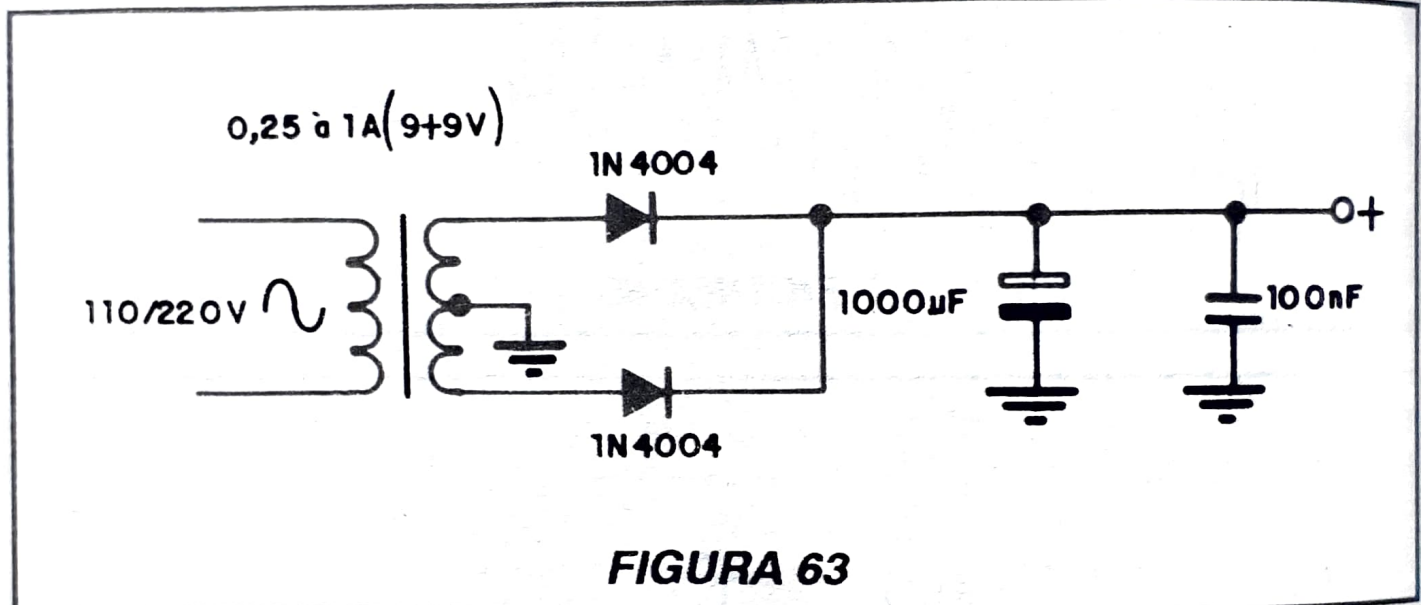 0,25 à 1A(9+9V)
1N4004
110/220V
1000µF
100nF
+
1N4004
FIGURA 63